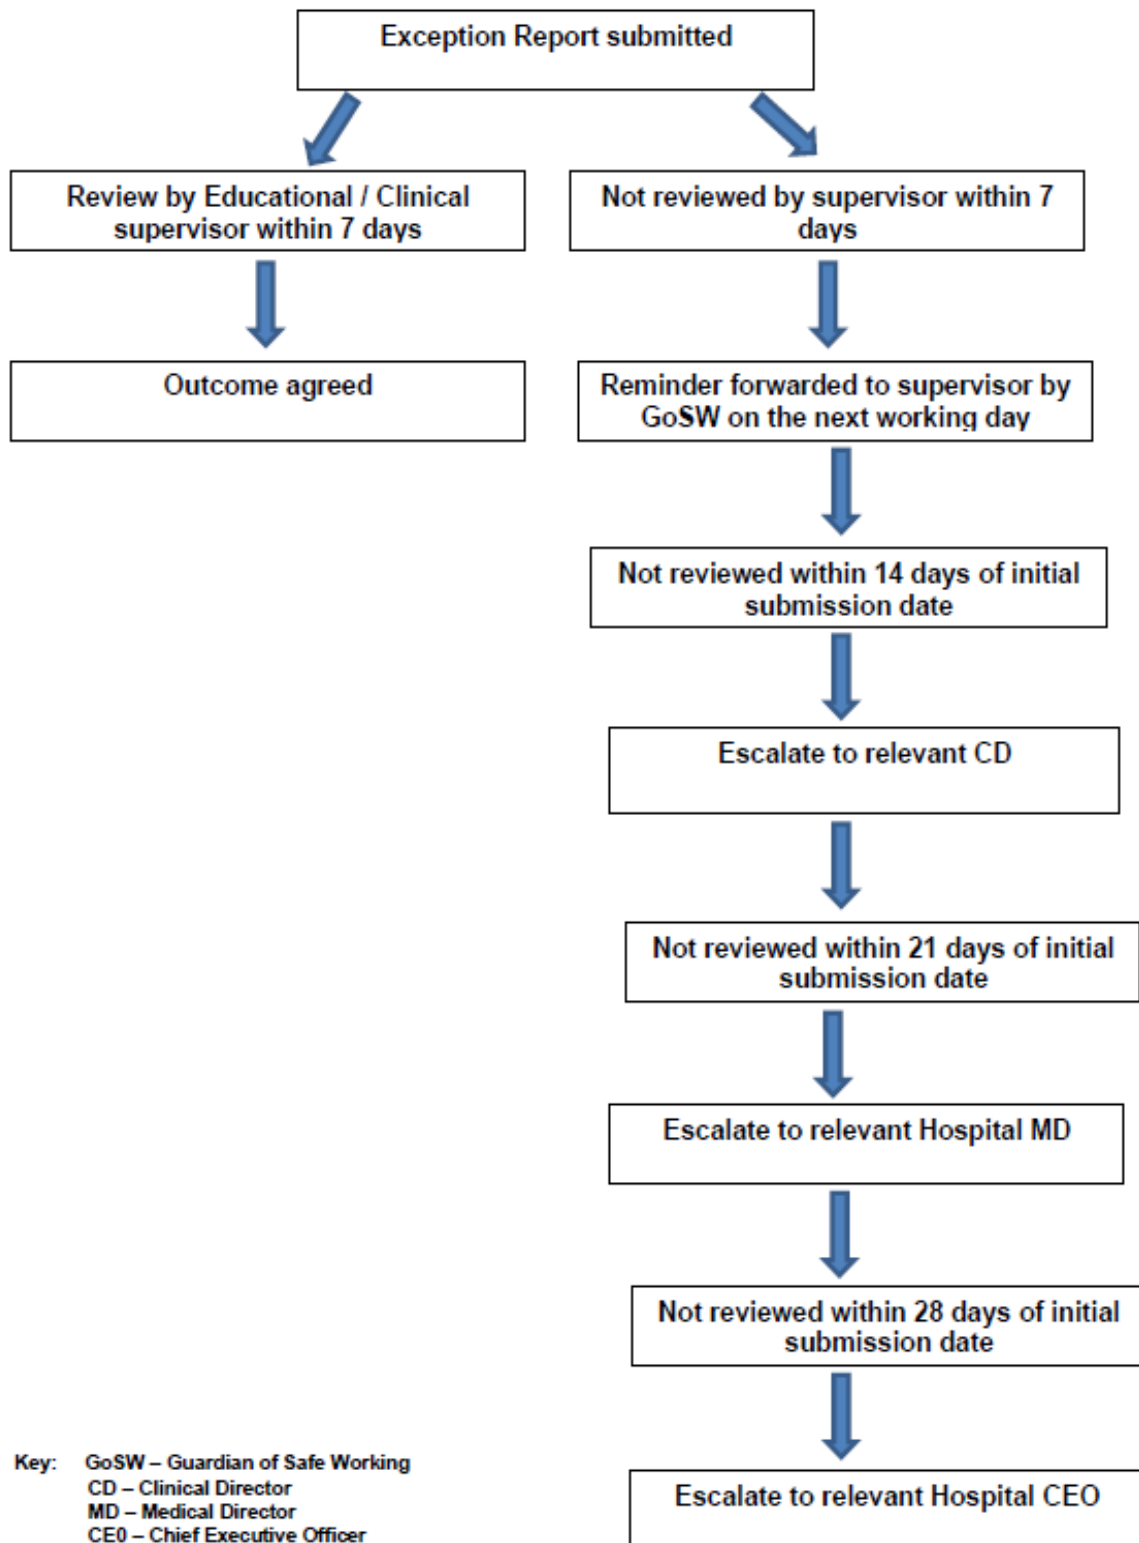 Exception Report submitted
Review by Educational / Clinical
supervisor within 7 days
Not reviewed by supervisor within 7
days
Outcome agreed
Reminder forwarded to supervisor by
GoSW on the next working day
Not reviewed within 14 days of initial
submission date
Escalate to relevant CD
Not reviewed within 21 days of initial
submission date
Escalate to relevant Hospital MD
Not reviewed within 28 days of initial
submission date
Escalate to relevant Hospital CEO
Key: GoSW – Guardian of Safe Working
CD – Clinical Director
MD – Medical Director
CE0 – Chief Executive Officer